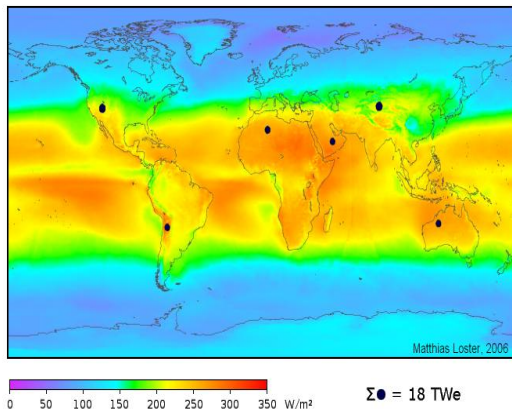 Matthias Loster, 2006
0 50 100 150 200 250 300 350 W/m²
Σ● = 18 TWe